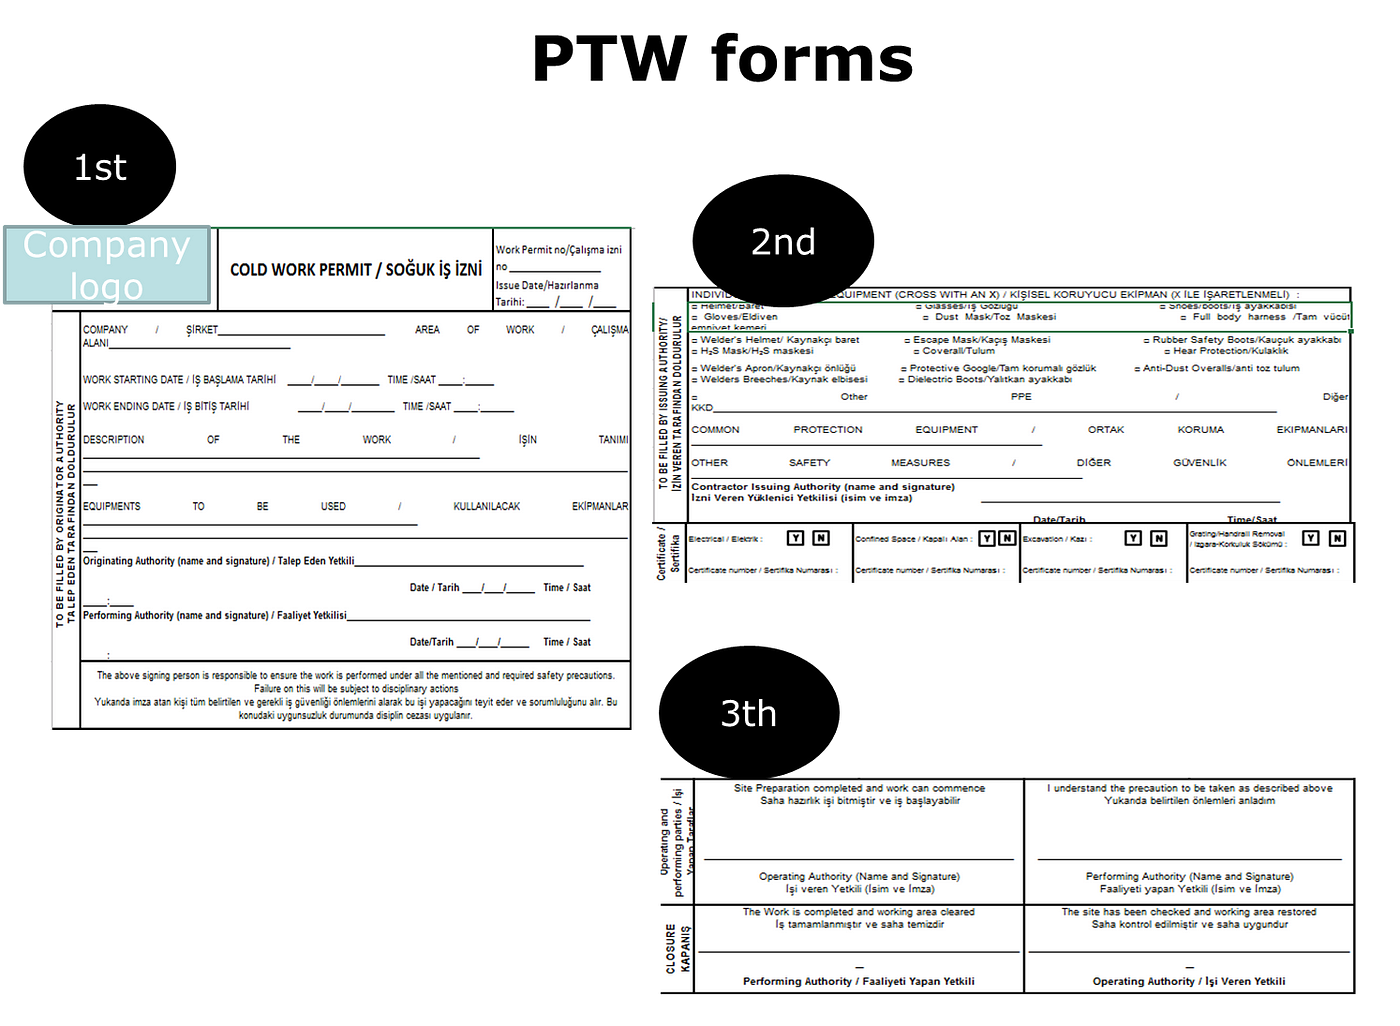 PTW forms
1st
Company
logo
COLD WORK PERMIT / SOĞUK İŞ İZNİ
Work Permit no/Çalışma izni
no ____________
Issue Date/Hazırlanma
Tarihi: ____ /____ /____
TO BE FILLED BY ORIGINATOR AUTHORITY
TALEP EDEN TARAFINDAN DOLDURULUR
COMPANY / ŞİRKET____________ AREA OF WORK / ÇALIŞMA
ALANI____________
WORK STARTING DATE / İŞ BAŞLAMA TARİHİ ____/____/____ TIME /SAAT ____:____
WORK ENDING DATE / İŞ BİTİŞ TARİHİ ____/____/____ TIME /SAAT ____:____
DESCRIPTION OF THE WORK / İŞİN TANIMI
EQUIPMENTS TO BE USED / KULLANILACAK EKİPMANLAR
Originating Authority (name and signature) / Talep Eden Yetkili____________
Date / Tarih ____/____/____ Time / Saat
____:____
Performing Authority (name and signature) / Faaliyet Yetkilisi____________
Date/Tarih ____/____/____ Time / Saat
:
The above signing person is responsible to ensure the work is performed under all the mentioned and required safety precautions.
Failure on this will be subject to disciplinary actions
Yukanda imza atan kişi tüm belirtilen ve gerekli iş güvenliği önlemlerini alarak bu işi yapacağını teyit eder ve sorumluluğunu alır. Bu
konudaki uygunsuzluk durumunda disiplin cezası uygulanır.
2nd
TO BE FILLED BY ISSUING AUTHORITY/
İZİN VEREN TARAFINDAN DOLDURULUR
EQUIPMENT (CROSS WITH AN X) / KİŞİSEL KORUYUCU EKİPMAN (X İLE İŞARETLENMELİ) :
□ Helmet/Baret □ Glasses/İş Gözlüğü □ Shoes/Boots/İş ayakkabısı
□ Gloves/Eldiven □ Dust Mask/Toz Maskesi □ Full body harness /Tam vücüt
emniyet kemeri
□ Welder's Helmet/ Kaynakçı baret □ Escape Mask/Kaçış Maskesi □ Rubber Safety Boots/Kauçuk ayakkabı
□ H₂S Mask/H₂S maskesi □ Coverall/Tulum □ Hear Protection/Kulaklık
□ Welder's Apron/Kaynakçı önlüğü □ Protective Google/Tam korumalı gözlük □ Anti-Dust Overalls/anti toz tulum
□ Welders Breeches/Kaynak elbisesi □ Dielectric Boots/Yalıtkan ayakkabı
□ Other PPE / Diğer
KKD____________
COMMON PROTECTION EQUIPMENT / ORTAK KORUMA EKIPMANLARI
OTHER SAFETY MEASURES / DİĞER GÜVENLİK ÖNLEMLERİ
Contractor Issuing Authority (name and signature)
İzni Veren Yüklenici Yetkilisi (isim ve imza) ____________
Date/Tarih Time/Saat
Certificate /
Sertifika
Electrical / Elektrik : Y N
Certificate number / Sertifika Numarası :
Confined Space / Kapalı Alan : Y N
Certificate number / Sertifika Numarası :
Excavation / Kazı : Y N
Certificate number / Sertifika Numarası :
Grating/Handrail Removal
/ Izgara-Korkuluk Sökümü : Y N
Certificate number / Sertifika Numarası :
3th
Operating and
performing parties / İşi
Yapan Taraflar
Site Preparation completed and work can commence
Saha hazırlık işi bitmiştir ve iş başlayabilir
Operating Authority (Name and Signature)
İşi veren Yetkili (İsim ve İmza)
I understand the precaution to be taken as described above
Yukanda belirtilen önlemleri anladım
Performing Authority (Name and Signature)
Faaliyeti yapan Yetkili (İsim ve İmza)
CLOSURE
KAPANIŞ
The Work is completed and working area cleared
İş tamamlanmıştır ve saha temizdir
Performing Authority / Faaliyeti Yapan Yetkili
The site has been checked and working area restored
Saha kontrol edilmiştir ve saha uygundur
Operating Authority / İşi Veren Yetkili